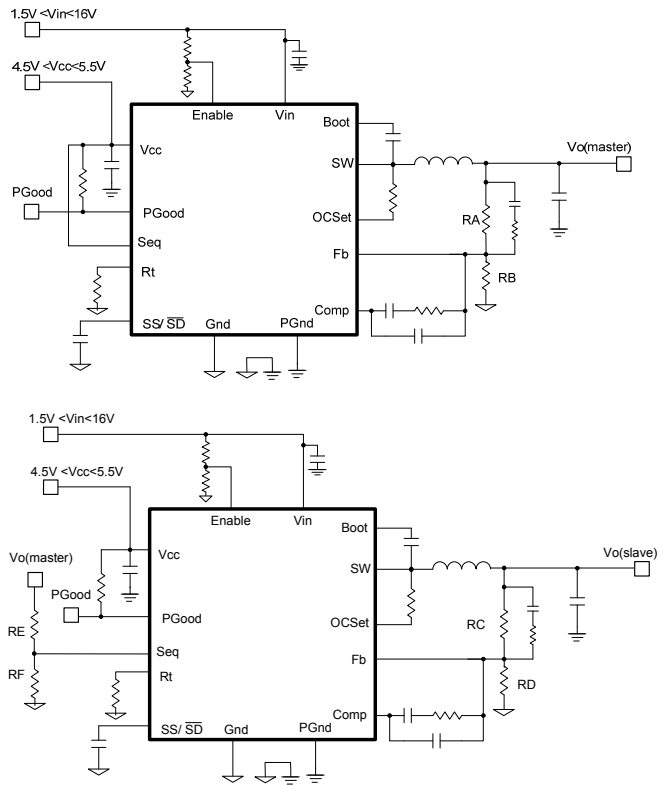 1.5V <Vin<16V
4.5V <Vcc<5.5V
Enable
Vin
Boot
Vcc
Vo(master)
SW
PGood
PGood
OCSet
RA
Seq
Fb
Rt
RB
Comp
SS/ SD
Gnd
PGnd
1.5V <Vin<16V
4.5V <Vcc<5.5V
Enable
Vin
Boot
Vo(master)
Vcc
Vo(slave)
SW
PGood
PGood
RE
OCSet
RC
Seq
Fb
RF
Rt
RD
Comp
SS/ SD
Gnd
PGnd